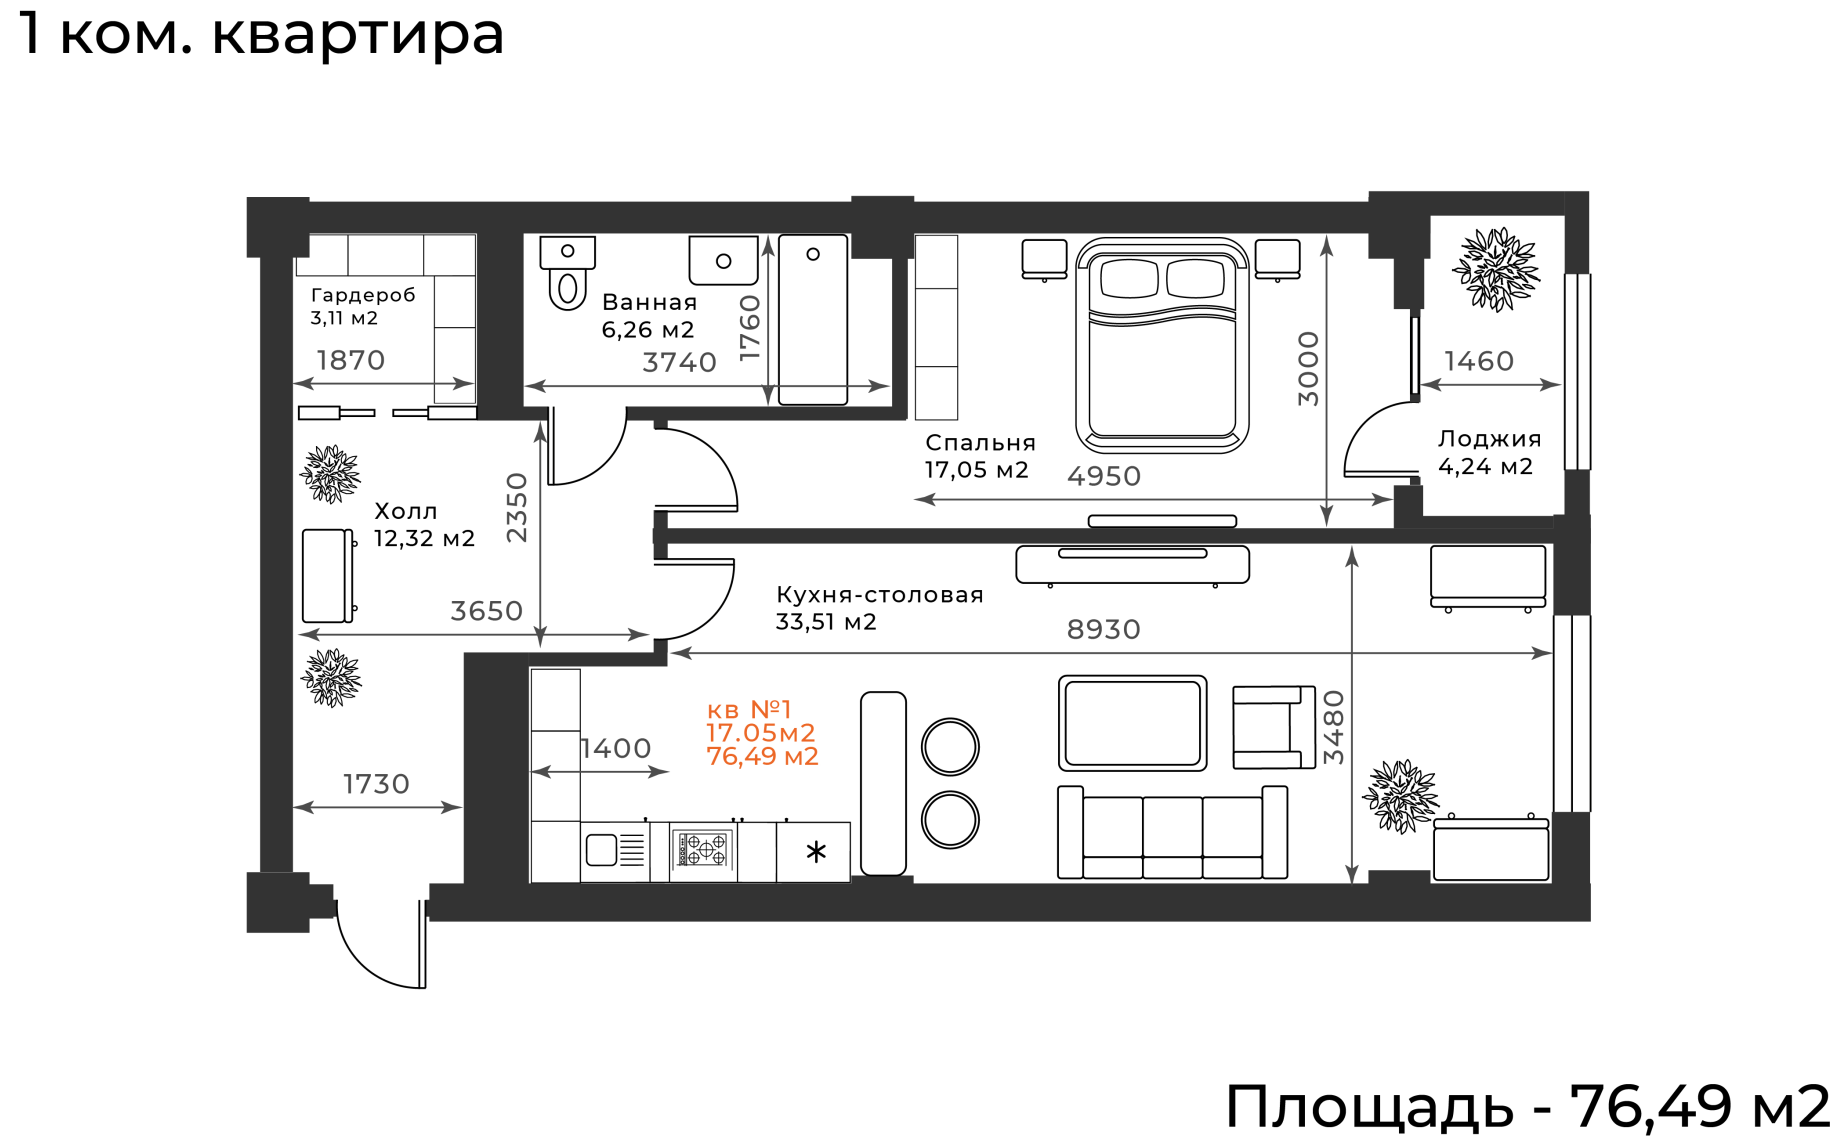 1 ком. квартира
Гардероб
3,11 м2
1870
Ванная
6,26 м2
3740
1760
Спальня
17,05 м2
4950
3000
1460
Лоджия
4,24 м2
Холл
12,32 м2
2350
3650
Кухня-столовая
33,51 м2
8930
кв №1
17.05м2
76,49 м2
1400
3480
1730
Площадь - 76,49 м2